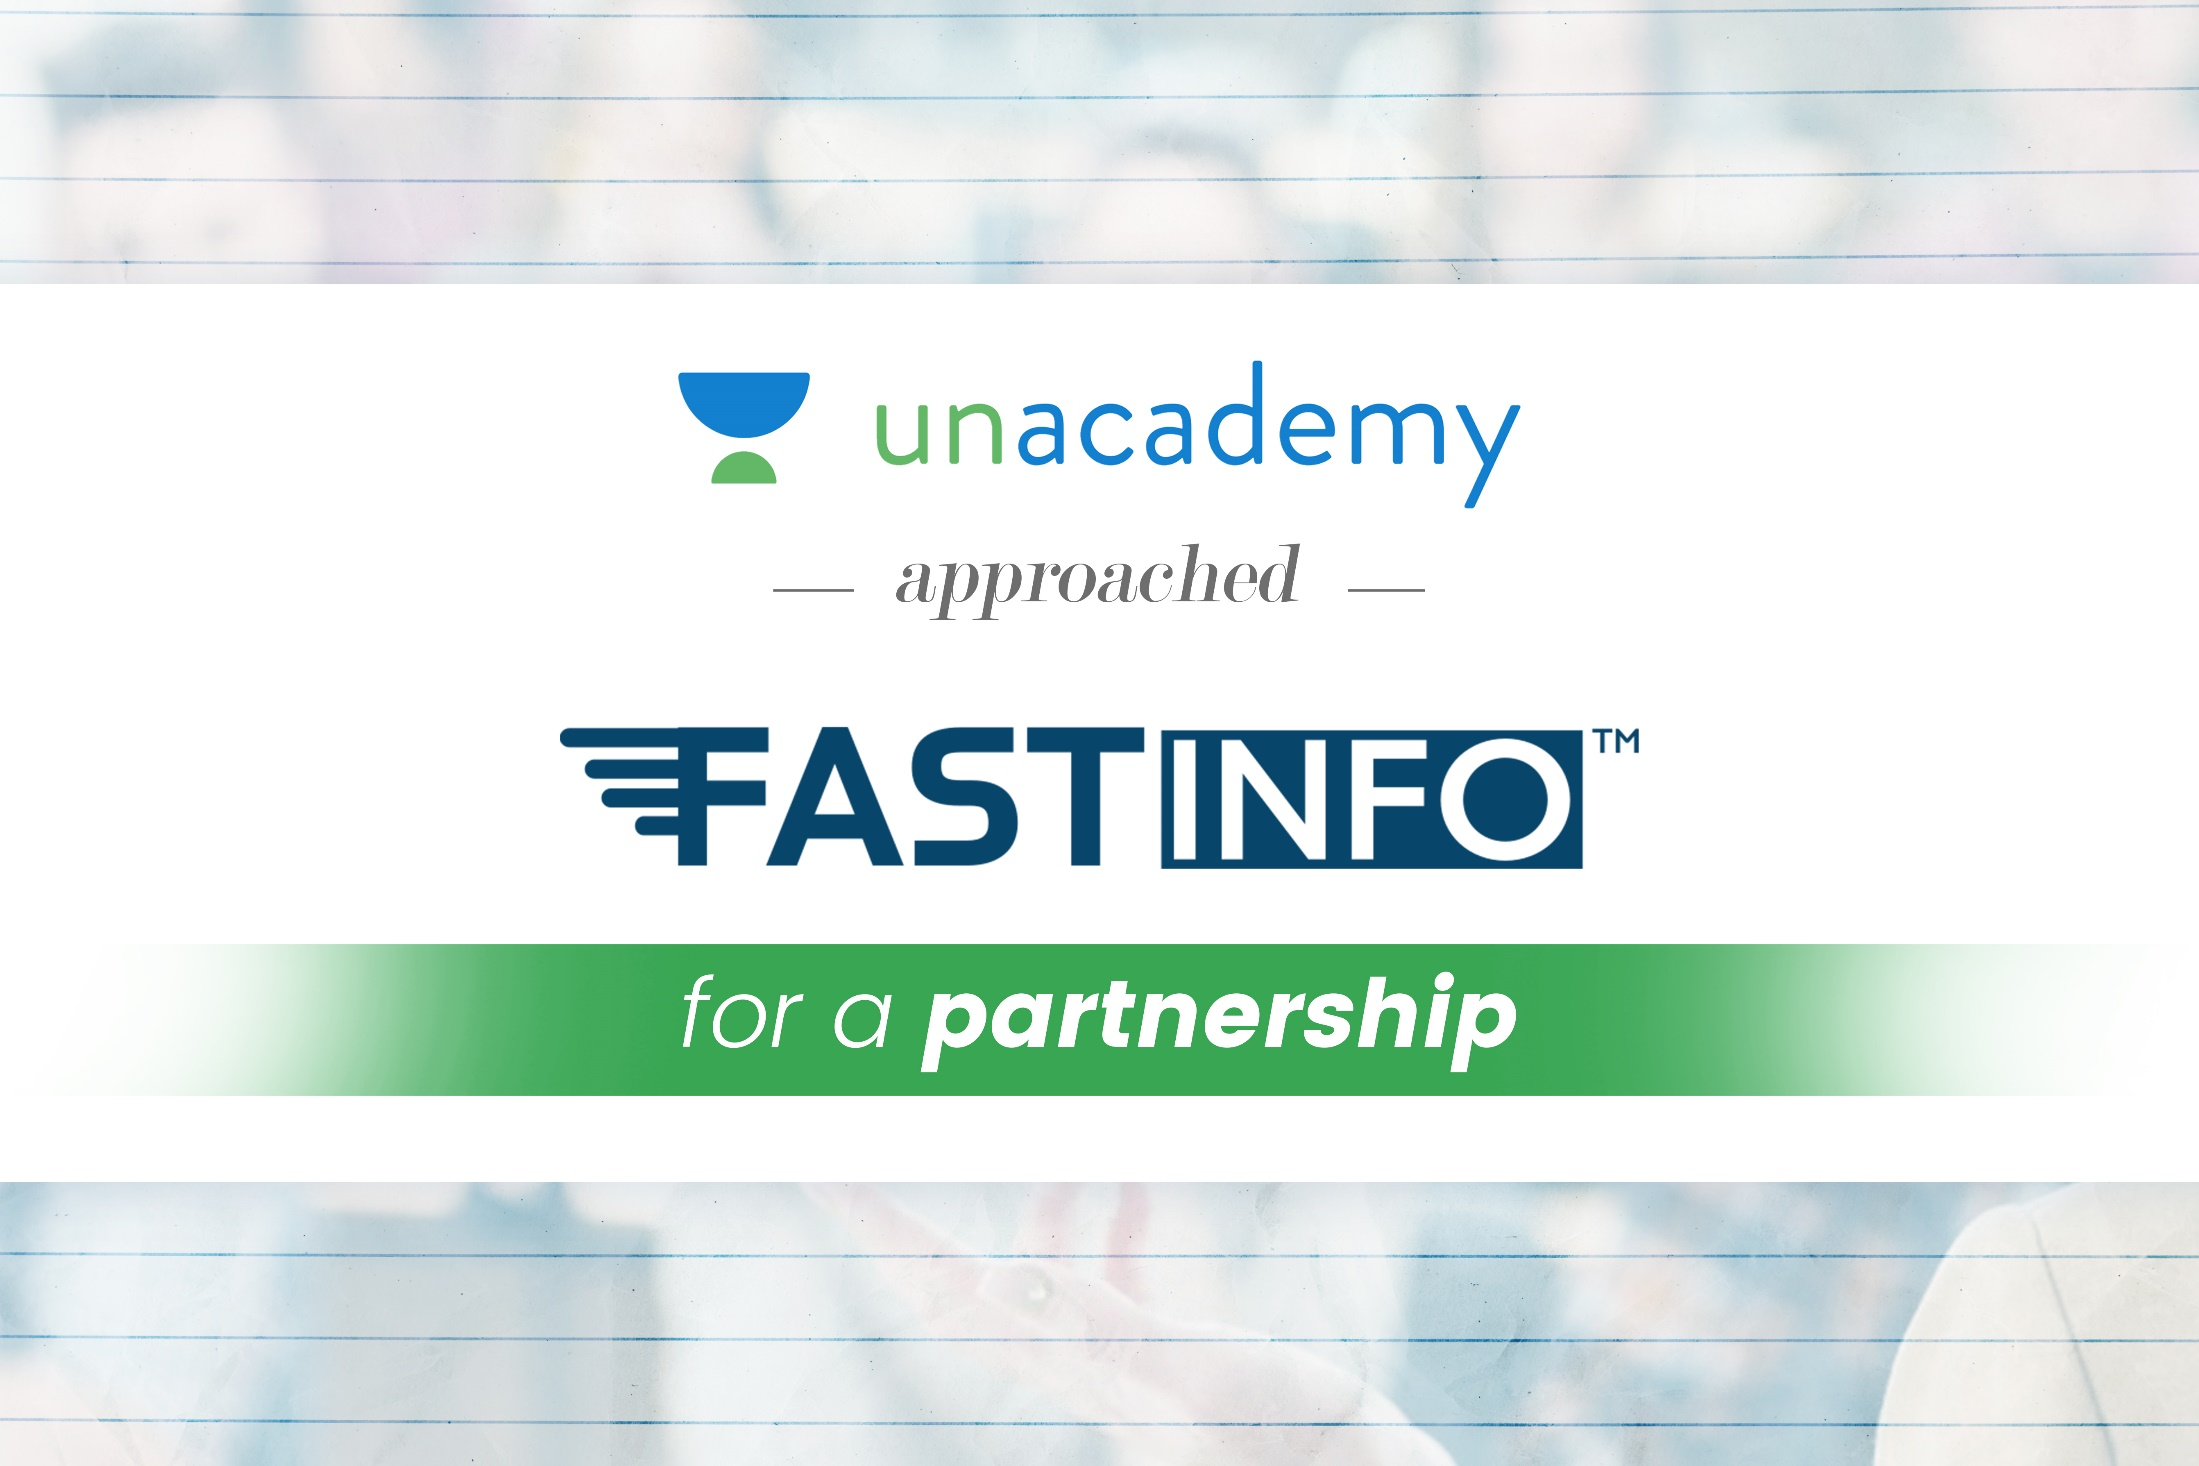 unacademy
approached
FASTINFO™
for a partnership